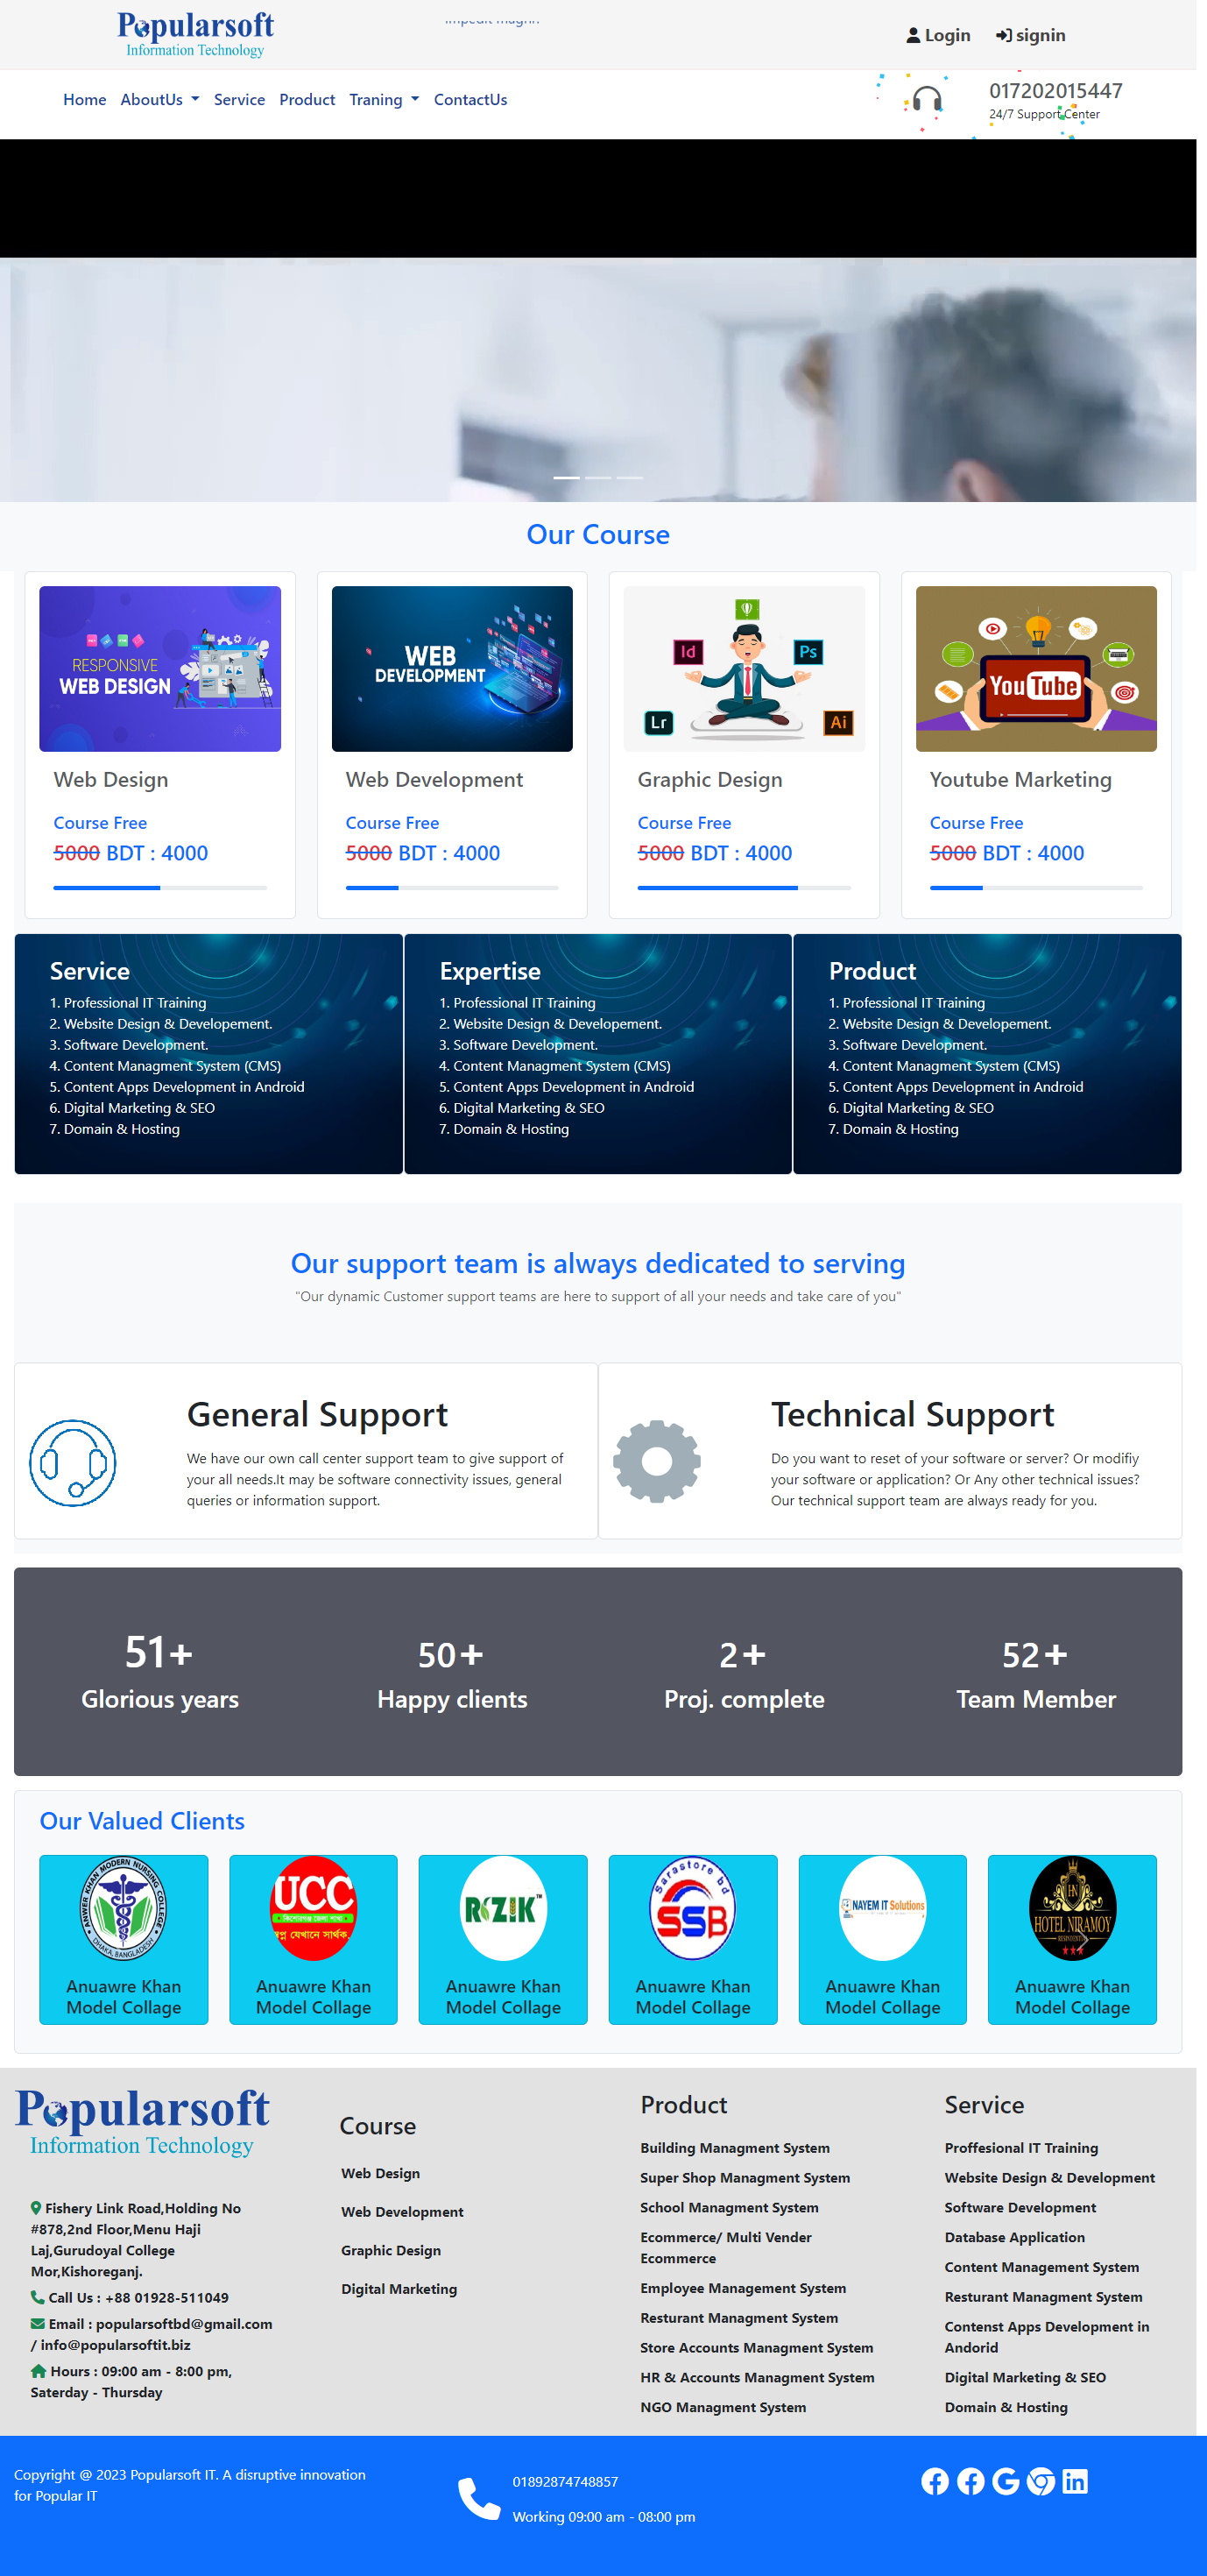 Popularsoft
Information Technology
Login
signin
Home
AboutUs
Service
Product
Traning
ContactUs
017202015447
24/7 Support Center
Our Course
RESPONSIVE
WEB DESIGN
Web Design
Course Free
5000 BDT : 4000
WEB
DEVELOPMENT
Web Development
Course Free
5000 BDT : 4000
Id
Ps
Lr
Ai
Graphic Design
Course Free
5000 BDT : 4000
YouTube
Youtube Marketing
Course Free
5000 BDT : 4000
Service
1. Professional IT Training
2. Website Design & Developement.
3. Software Development.
4. Content Managment System (CMS)
5. Content Apps Development in Android
6. Digital Marketing & SEO
7. Domain & Hosting
Expertise
1. Professional IT Training
2. Website Design & Developement.
3. Software Development.
4. Content Managment System (CMS)
5. Content Apps Development in Android
6. Digital Marketing & SEO
7. Domain & Hosting
Product
1. Professional IT Training
2. Website Design & Developement.
3. Software Development.
4. Content Managment System (CMS)
5. Content Apps Development in Android
6. Digital Marketing & SEO
7. Domain & Hosting
Our support team is always dedicated to serving
"Our dynamic Customer support teams are here to support of all your needs and take care of you"
General Support
We have our own call center support team to give support of
your all needs.It may be software connectivity issues, general
queries or information support.
Technical Support
Do you want to reset of your software or server? Or modifiy
your software or application? Or Any other technical issues?
Our technical support team are always ready for you.
51+
Glorious years
50+
Happy clients
2+
Proj. complete
52+
Team Member
Our Valued Clients
ANWER KHAN MODERN NURSING COLLEGE
DHAKA, BANGLADESH
Anuawre Khan
Model Collage
UCC
কিশোরগঞ্জ জেলা শাখা
স্বপ্ন যেখানে সার্থক
Anuawre Khan
Model Collage
RIZIK™
Anuawre Khan
Model Collage
Sarastore bd
SSB
Anuawre Khan
Model Collage
NAYEM IT Solutions
Anuawre Khan
Model Collage
HN
HOTEL NIRAMOY
Anuawre Khan
Model Collage
Popularsoft
Information Technology
Fishery Link Road,Holding No
#878,2nd Floor,Menu Haji
Laj,Gurudoyal College
Mor,Kishoreganj.
Call Us : +88 01928-511049
Email : popularsoftbd@gmail.com
/ info@popularsoftit.biz
Hours : 09:00 am - 8:00 pm,
Saterday - Thursday
Course
Web Design
Web Development
Graphic Design
Digital Marketing
Product
Building Managment System
Super Shop Managment System
School Managment System
Ecommerce/ Multi Vender
Ecommerce
Employee Management System
Resturant Managment System
Store Accounts Managment System
HR & Accounts Managment System
NGO Managment System
Service
Proffesional IT Training
Website Design & Development
Software Development
Database Application
Content Management System
Resturant Managment System
Contenst Apps Development in
Andorid
Digital Marketing & SEO
Domain & Hosting
Copyright @ 2023 Popularsoft IT. A disruptive innovation
for Popular IT
01892874748857
Working 09:00 am - 08:00 pm